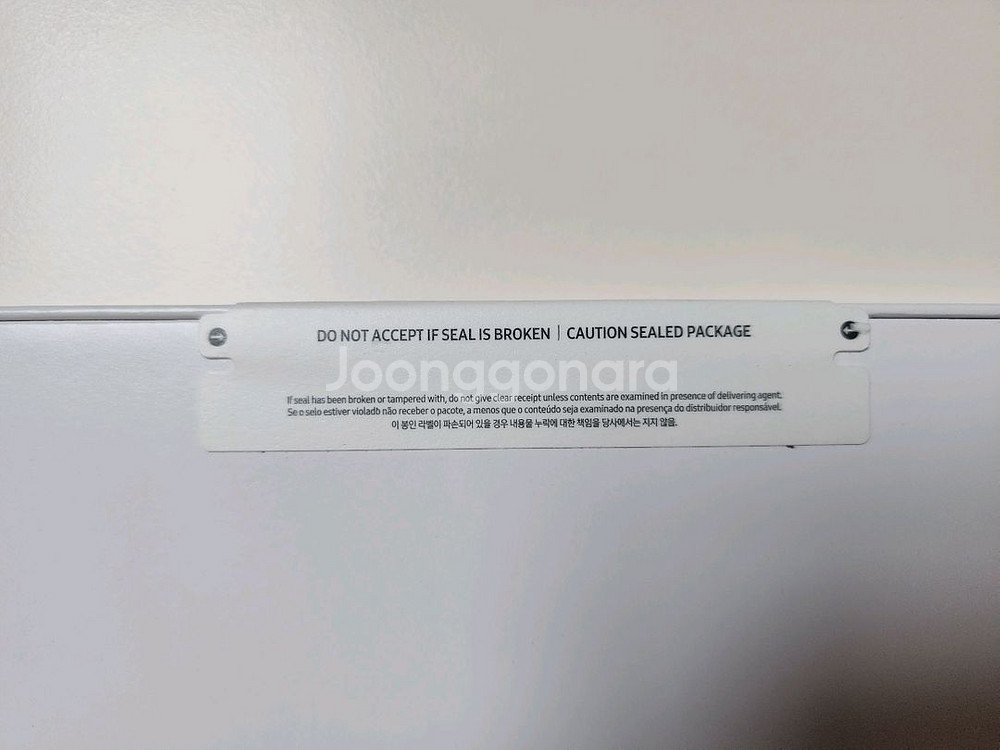 DO NOT ACCEPT IF SEAL IS BROKEN | CAUTION SEALED PACKAGE
Joonggonara
If seal has been broken or tampered with, do not give clear receipt unless contents are examined in presence of delivering agent.
Se o selo estiver violadb não receber o pacote, a menos que o conteúdo seja examinado na presença do distribuidor responsável.
이 봉인 라벨이 파손되어 있을 경우 내용물 누락에 대한 책임을 당사에서는 지지 않음.